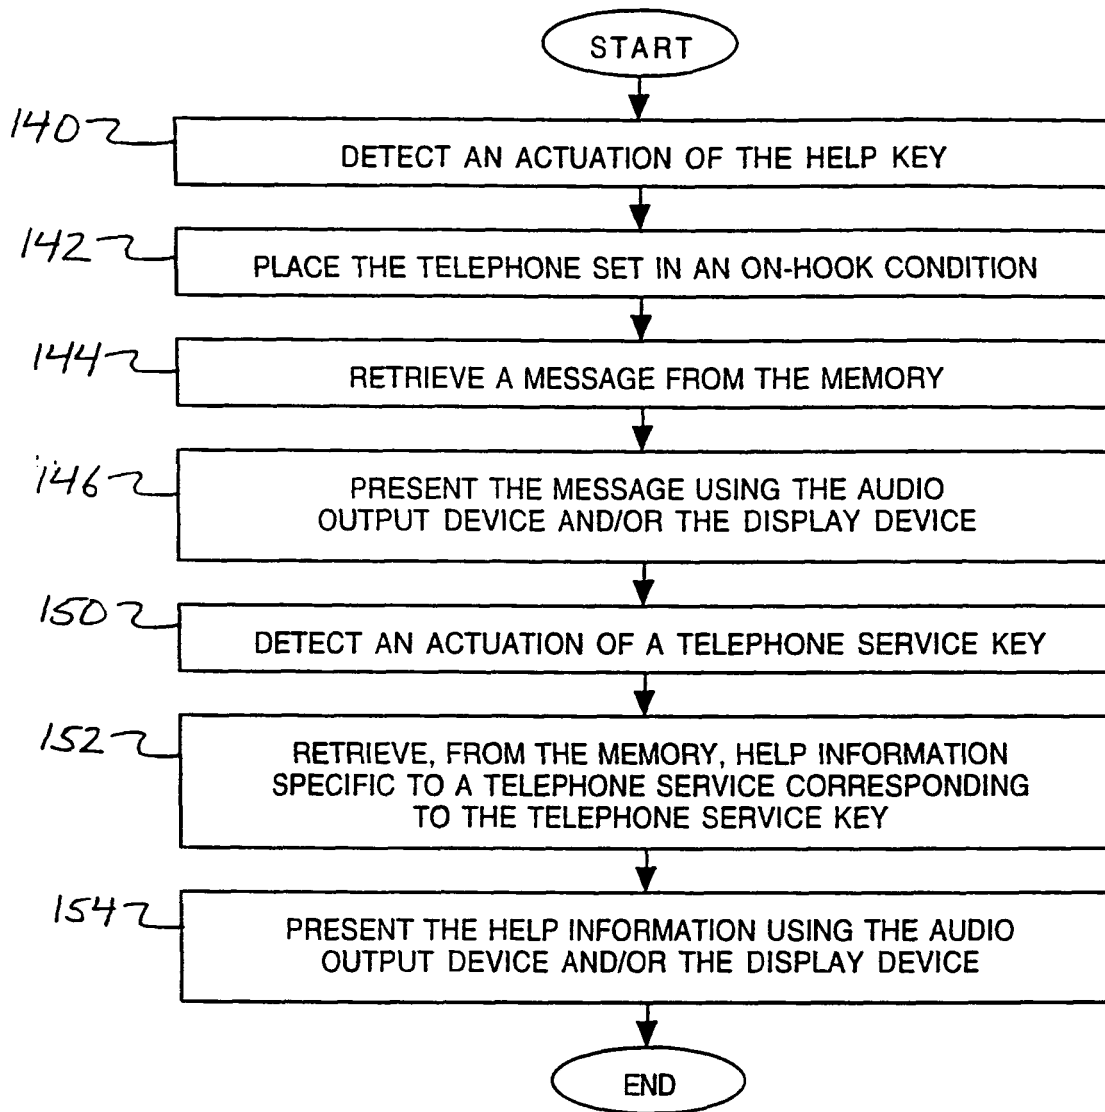 START
140
DETECT AN ACTUATION OF THE HELP KEY
142
PLACE THE TELEPHONE SET IN AN ON-HOOK CONDITION
144
RETRIEVE A MESSAGE FROM THE MEMORY
146
PRESENT THE MESSAGE USING THE AUDIO
OUTPUT DEVICE AND/OR THE DISPLAY DEVICE
150
DETECT AN ACTUATION OF A TELEPHONE SERVICE KEY
152
RETRIEVE, FROM THE MEMORY, HELP INFORMATION
SPECIFIC TO A TELEPHONE SERVICE CORRESPONDING
TO THE TELEPHONE SERVICE KEY
154
PRESENT THE HELP INFORMATION USING THE AUDIO
OUTPUT DEVICE AND/OR THE DISPLAY DEVICE
END